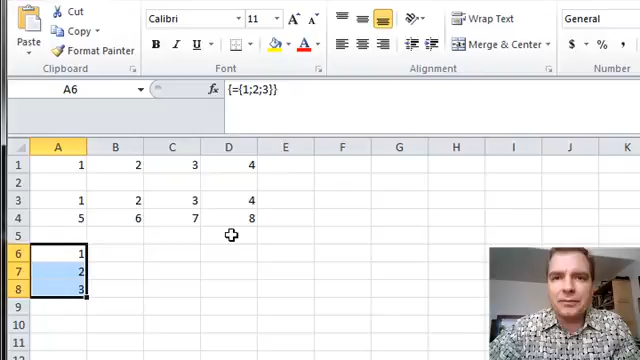 Cut
Calibri 11
Wrap Text
General
Paste
Copy
Format Painter
B I U
Merge & Center
$ % ,
Clipboard
Font
Alignment
Number
A6 fx {={1;2;3}}
A B C D E F G H I J K
1 1 2 3 4
2
3 1 2 3 4
4 5 6 7 8
5
6 1
7 2
8 3
9
10
11
12